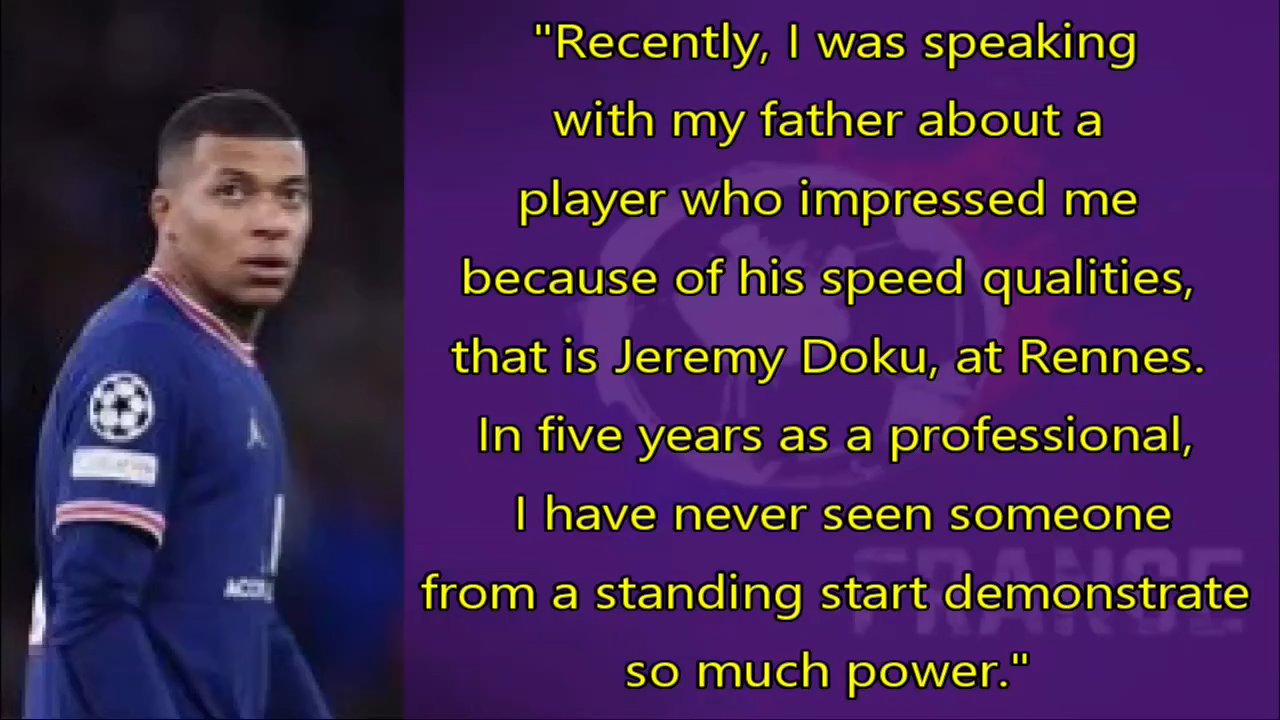 "Recently, I was speaking
with my father about a
player who impressed me
because of his speed qualities,
that is Jeremy Doku, at Rennes.
In five years as a professional,
I have never seen someone
from a standing start demonstrate
so much power."
FRANCE